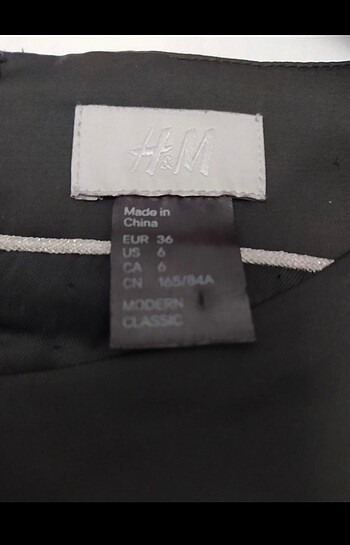 H&M
Made in
China
EUR 36
US 6
CA 6
CN 165/84A
MODERN
CLASSIC